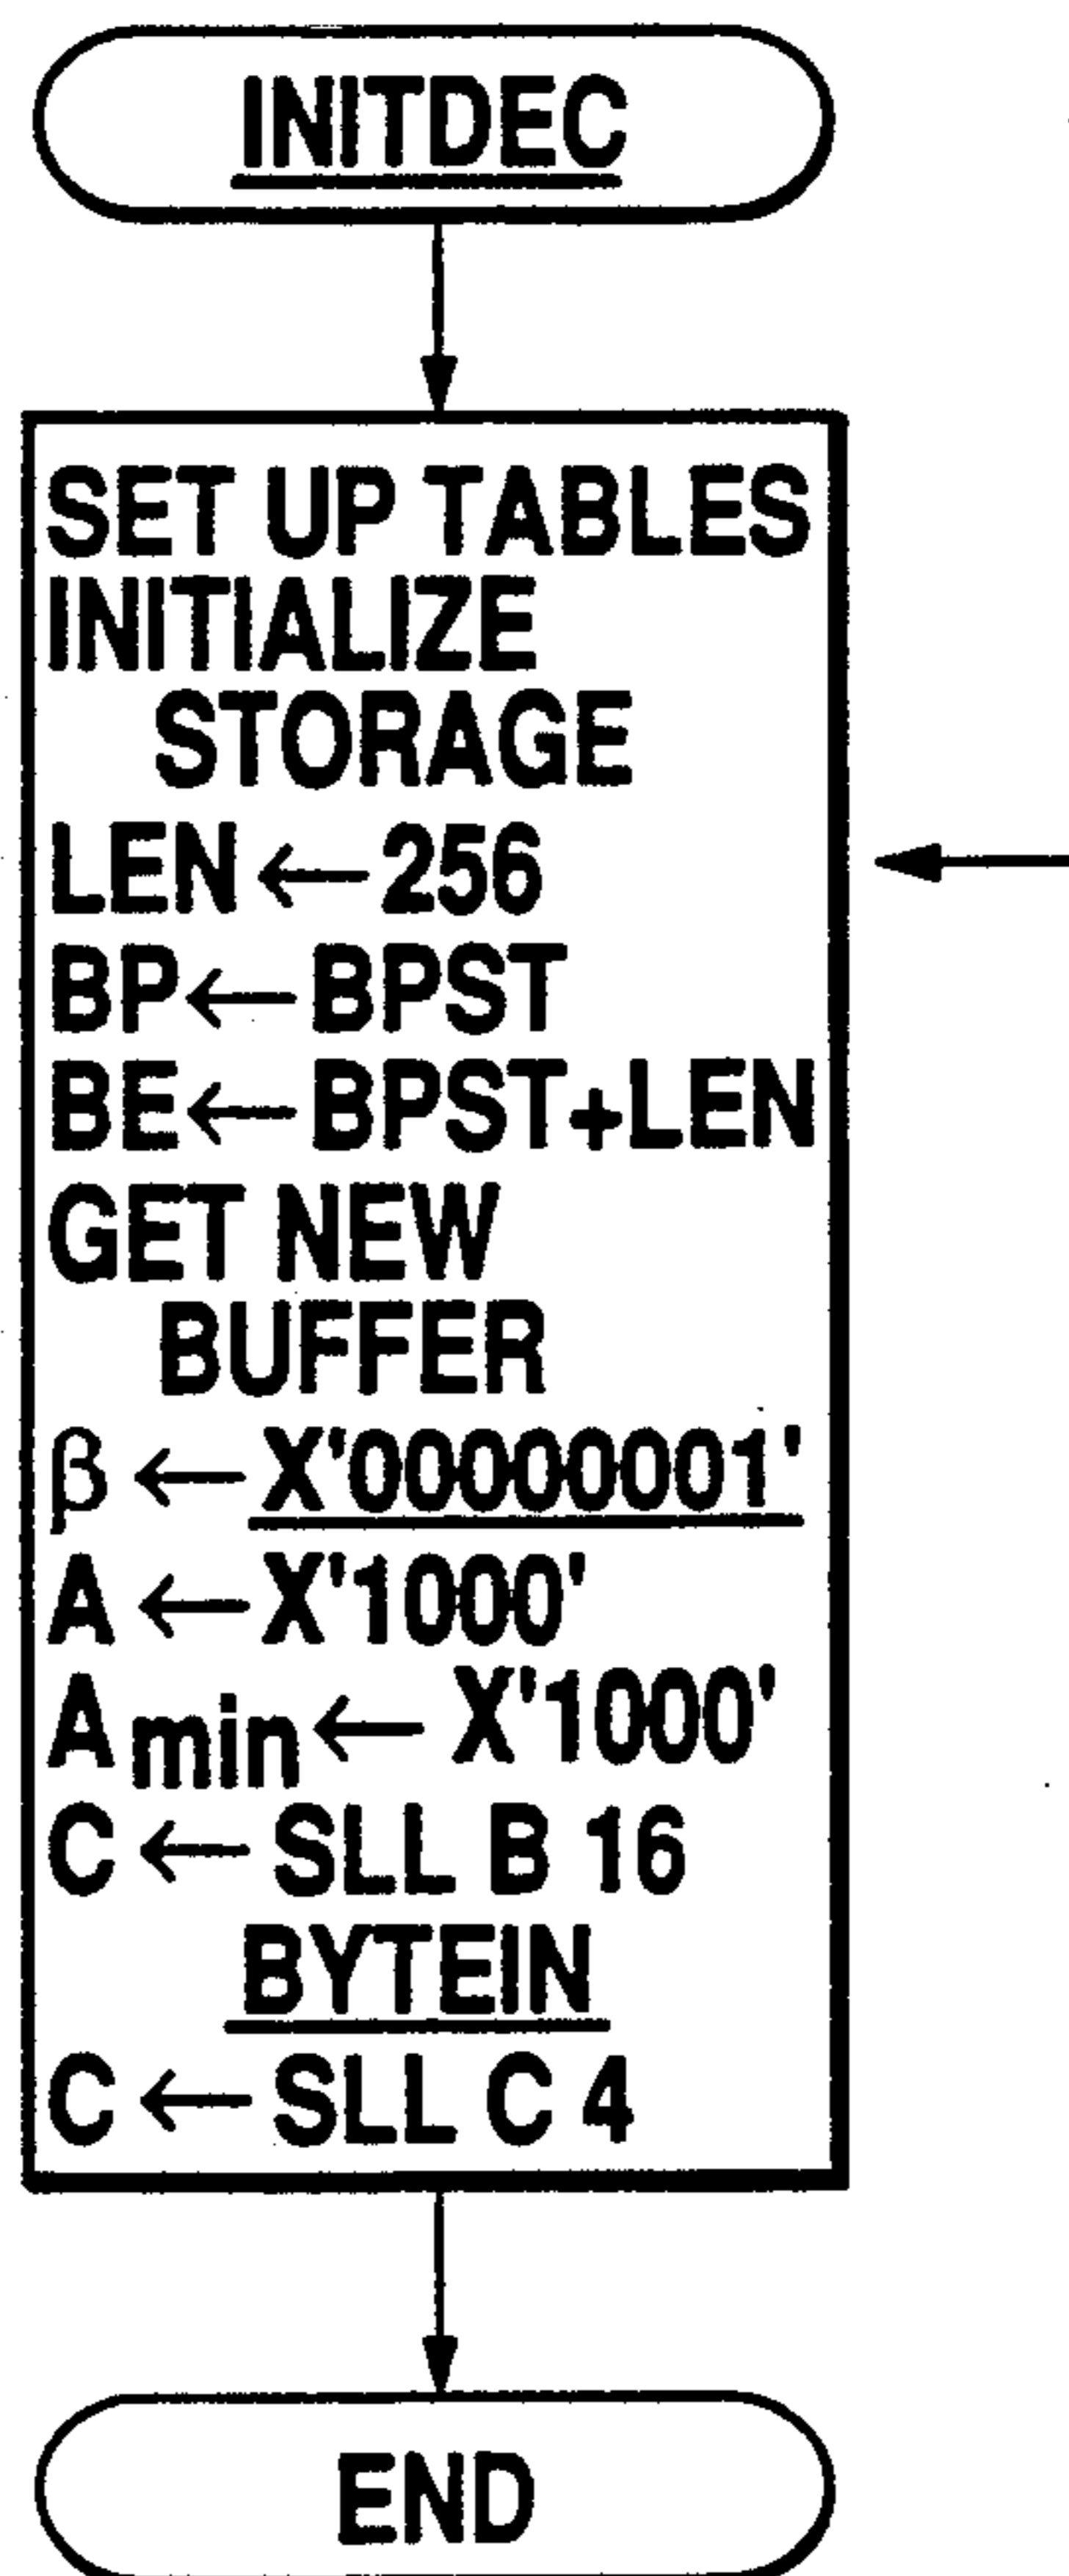 INITDEC
SET UP TABLES
INITIALIZE
STORAGE
LEN ← 256
BP ← BPST
BE ← BPST+LEN
GET NEW
BUFFER
β ← X'00000001'
A ← X'1000'
Amin ← X'1000'
C ← SLL B 16
BYTEIN
C ← SLL C 4
END